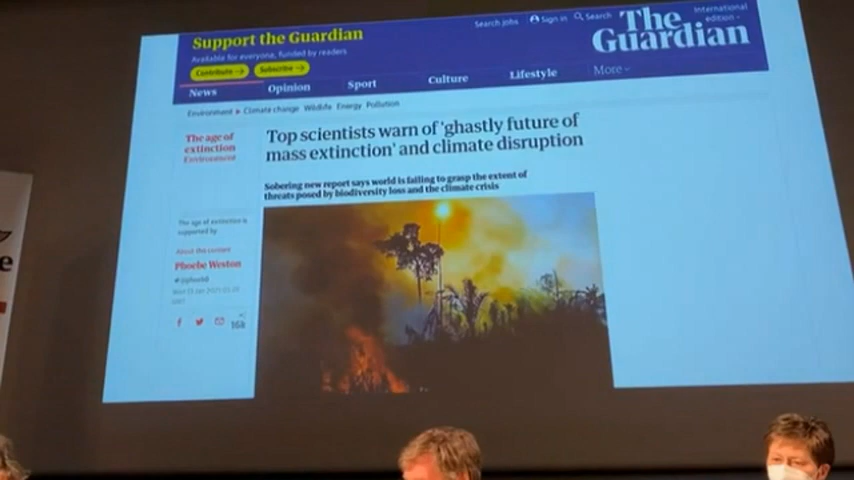 Support the Guardian
Available for everyone, funded by readers
Contribute →
Subscribe →
Search jobs
Sign in
Search
International
edition
The
Guardian
News
Opinion
Sport
Culture
Lifestyle
More
Environment
Climate change
Wildlife
Energy
Pollution
The age of
extinction
Environment
Top scientists warn of 'ghastly future of
mass extinction' and climate disruption
Sobering new report says world is failing to grasp the extent of
threats posed by biodiversity loss and the climate crisis
The age of extinction is
supported by
About this content
Phoebe Weston
16k
e